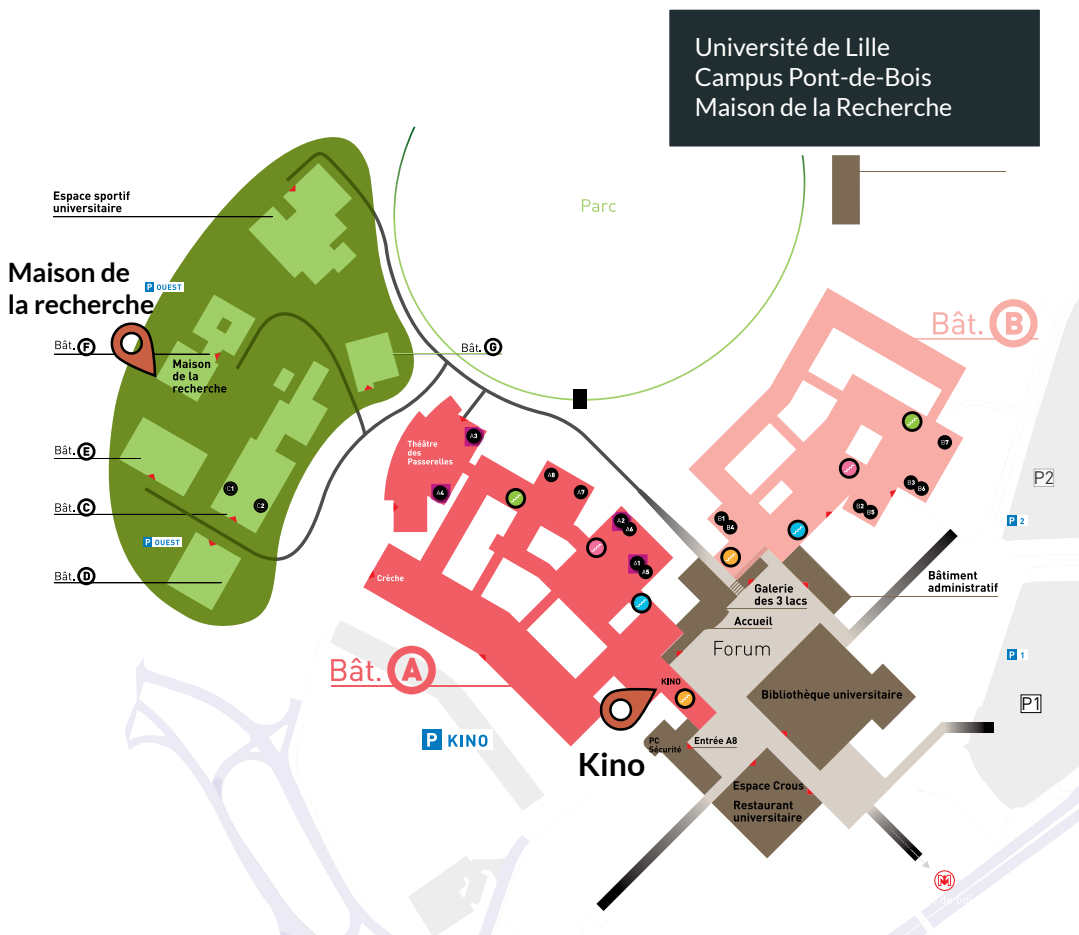 Université de Lille
Campus Pont-de-Bois
Maison de la Recherche
Espace sportif
universitaire
Parc
Maison de
la recherche
P OUEST
Bât. F
Maison
de la
recherche
Bât. G
Bât. B
Bât. E
Bât. C
C1
C2
P OUEST
Bât. D
Théâtre
des
Passerelles
A3
A4
A8
A7
A2
A6
A1
A5
Crèche
B7
B3
B6
B2
B5
B1
B4
P2
P 2
Galerie
des 3 lacs
Bâtiment
administratif
Accueil
Forum
P 1
P1
Bât. A
KINO
Bibliothèque universitaire
P KINO
Kino
PC
Sécurité
Entrée A8
Espace Crous
Restaurant
universitaire
M